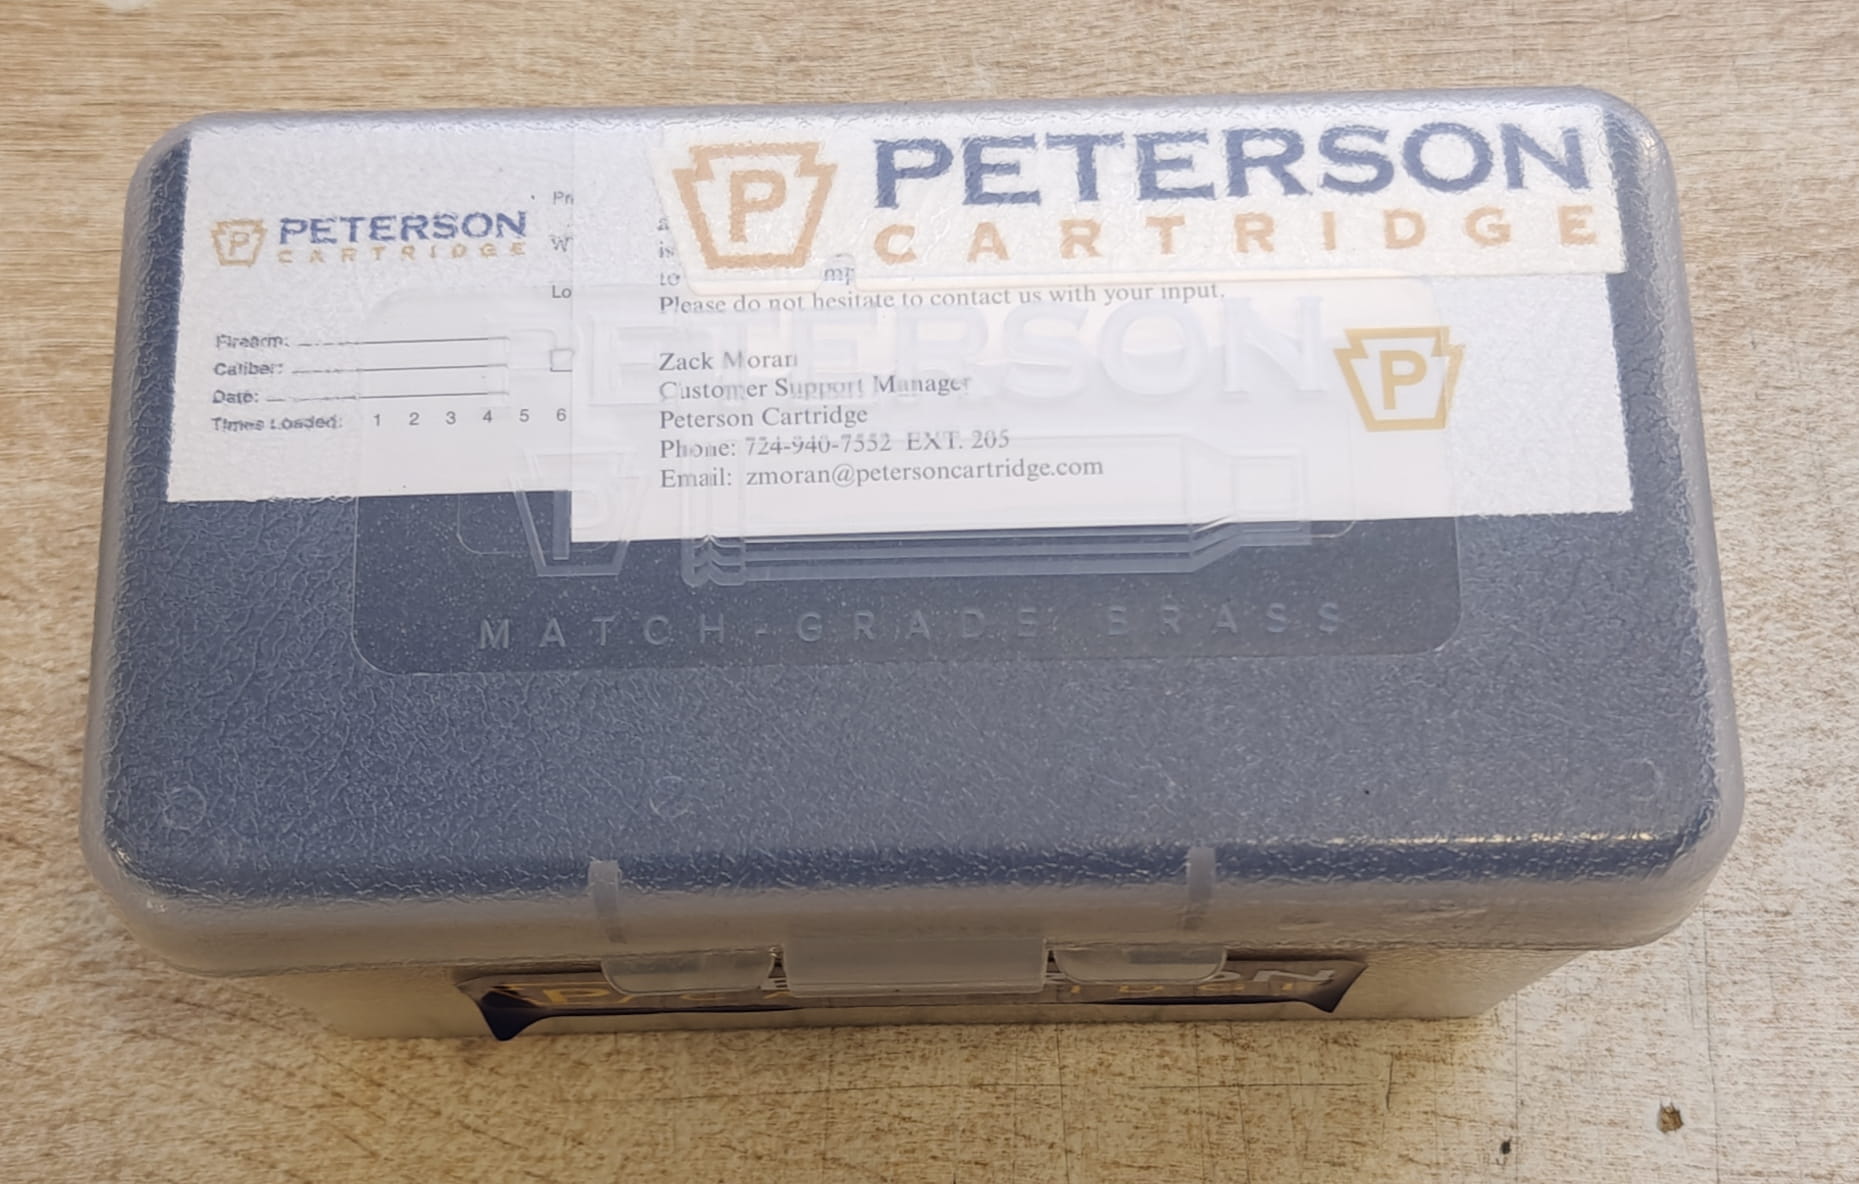 PETERSON
CARTRIDGE
PETERSON
CARTRIDGE
Firearm:
Caliber:
Date:
Times Loaded: 1 2 3 4 5 6
Lo
to
Please do not hesitate to contact us with your input.
Zack Moran
Customer Support Manager
Peterson Cartridge
Phone: 724-940-7552 EXT. 205
Email: zmoran@petersoncartridge.com
P
PETERSON
MATCH-GRADE BRASS